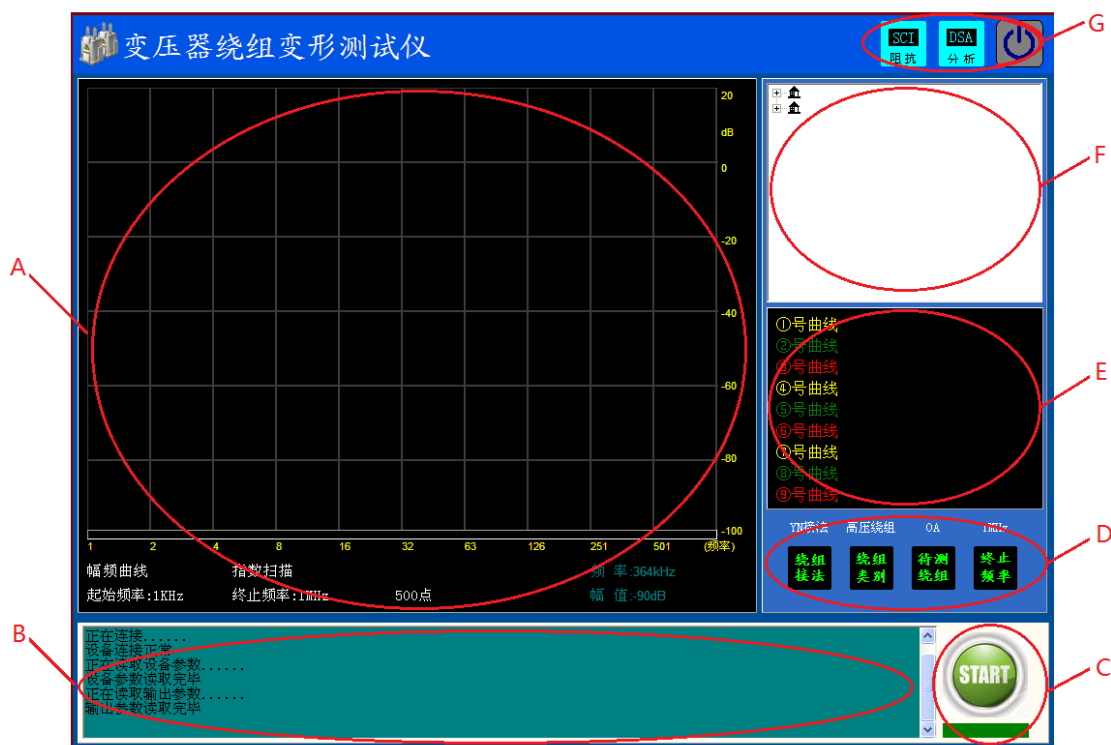 变压器绕组变形测试仪
SCI
阻抗
DSA
分析
G
20
dB
0
-20
-40
-60
-80
-100
1 2 4 8 16 32 63 126 251 501 (频率)
幅频曲线 指数扫描 频 率:364kHz
起始频率:1KHz 终止频率:1MHz 500点 幅 值:-90dB
A
F
①号曲线
②号曲线
③号曲线
④号曲线
⑤号曲线
⑥号曲线
⑦号曲线
⑧号曲线
⑨号曲线
E
YN接法 高压绕组 OA 1MHz
绕组
接法
绕组
类别
待测
绕组
终止
频率
D
B
正在连接......
设备连接正常
正在读取设备参数......
设备参数读取完毕
正在读取输出参数......
输出参数读取完毕
START
C